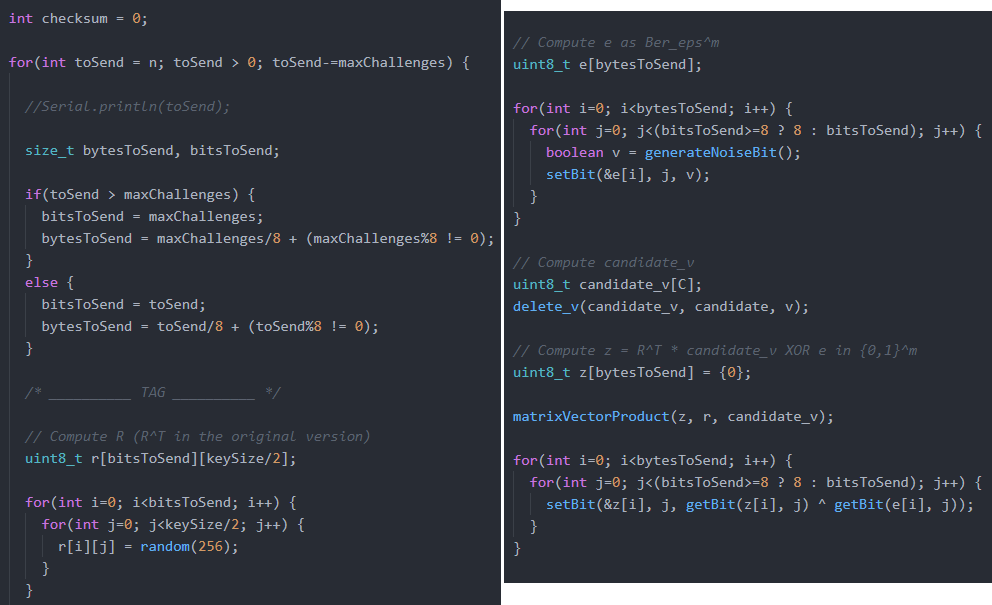 int checksum = 0;
for(int toSend = n; toSend > 0; toSend-=maxChallenges) {
//Serial.println(toSend);
size_t bytesToSend, bitsToSend;
if(toSend > maxChallenges) {
bitsToSend = maxChallenges;
bytesToSend = maxChallenges/8 + (maxChallenges%8 != 0);
}
else {
bitsToSend = toSend;
bytesToSend = toSend/8 + (toSend%8 != 0);
}
/* __________ TAG __________ */
// Compute R (R^T in the original version)
uint8_t r[bitsToSend][keySize/2];
for(int i=0; i<bitsToSend; i++) {
for(int j=0; j<keySize/2; j++) {
r[i][j] = random(256);
}
}
// Compute e as Ber_eps^m
uint8_t e[bytesToSend];
for(int i=0; i<bytesToSend; i++) {
for(int j=0; j<(bitsToSend>=8 ? 8 : bitsToSend); j++) {
boolean v = generateNoiseBit();
setBit(&e[i], j, v);
}
}
// Compute candidate_v
uint8_t candidate_v[C];
delete_v(candidate_v, candidate, v);
// Compute z = R^T * candidate_v XOR e in {0,1}^m
uint8_t z[bytesToSend] = {0};
matrixVectorProduct(z, r, candidate_v);
for(int i=0; i<bytesToSend; i++) {
for(int j=0; j<(bitsToSend>=8 ? 8 : bitsToSend); j++) {
setBit(&z[i], j, getBit(z[i], j) ^ getBit(e[i], j));
}
}